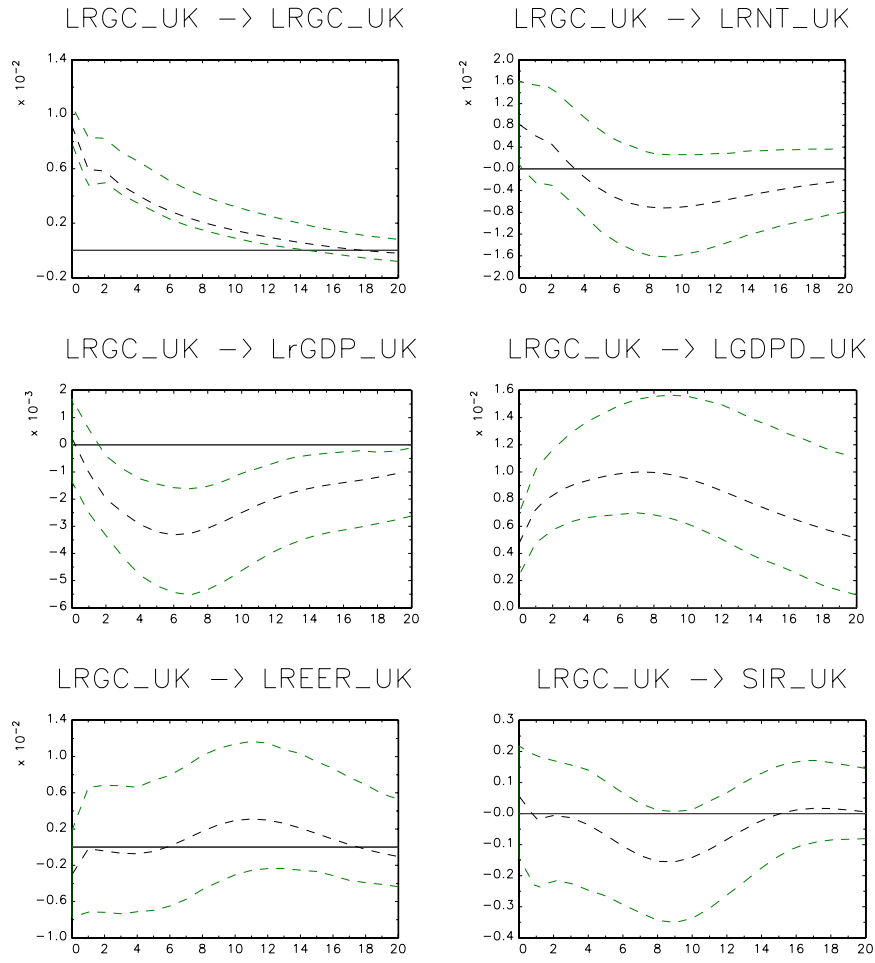 LRGC_UK -> LRGC_UK
x 10⁻²
1.4
1.0
0.6
0.2
-0.2
0 2 4 6 8 10 12 14 16 18 20
LRGC_UK -> LRNT_UK
x 10⁻²
2.0
1.6
1.2
0.8
0.4
-0.0
-0.4
-0.8
-1.2
-1.6
-2.0
0 2 4 6 8 10 12 14 16 18 20
LRGC_UK -> LrGDP_UK
x 10⁻³
2
1
0
-1
-2
-3
-4
-5
-6
0 2 4 6 8 10 12 14 16 18 20
LRGC_UK -> LGDPD_UK
x 10⁻²
1.6
1.4
1.2
1.0
0.8
0.6
0.4
0.2
0.0
0 2 4 6 8 10 12 14 16 18 20
LRGC_UK -> LREER_UK
x 10⁻²
1.4
1.0
0.6
0.2
-0.2
-0.6
-1.0
0 2 4 6 8 10 12 14 16 18 20
LRGC_UK -> SIR_UK
0.3
0.2
0.1
-0.0
-0.1
-0.2
-0.3
-0.4
0 2 4 6 8 10 12 14 16 18 20